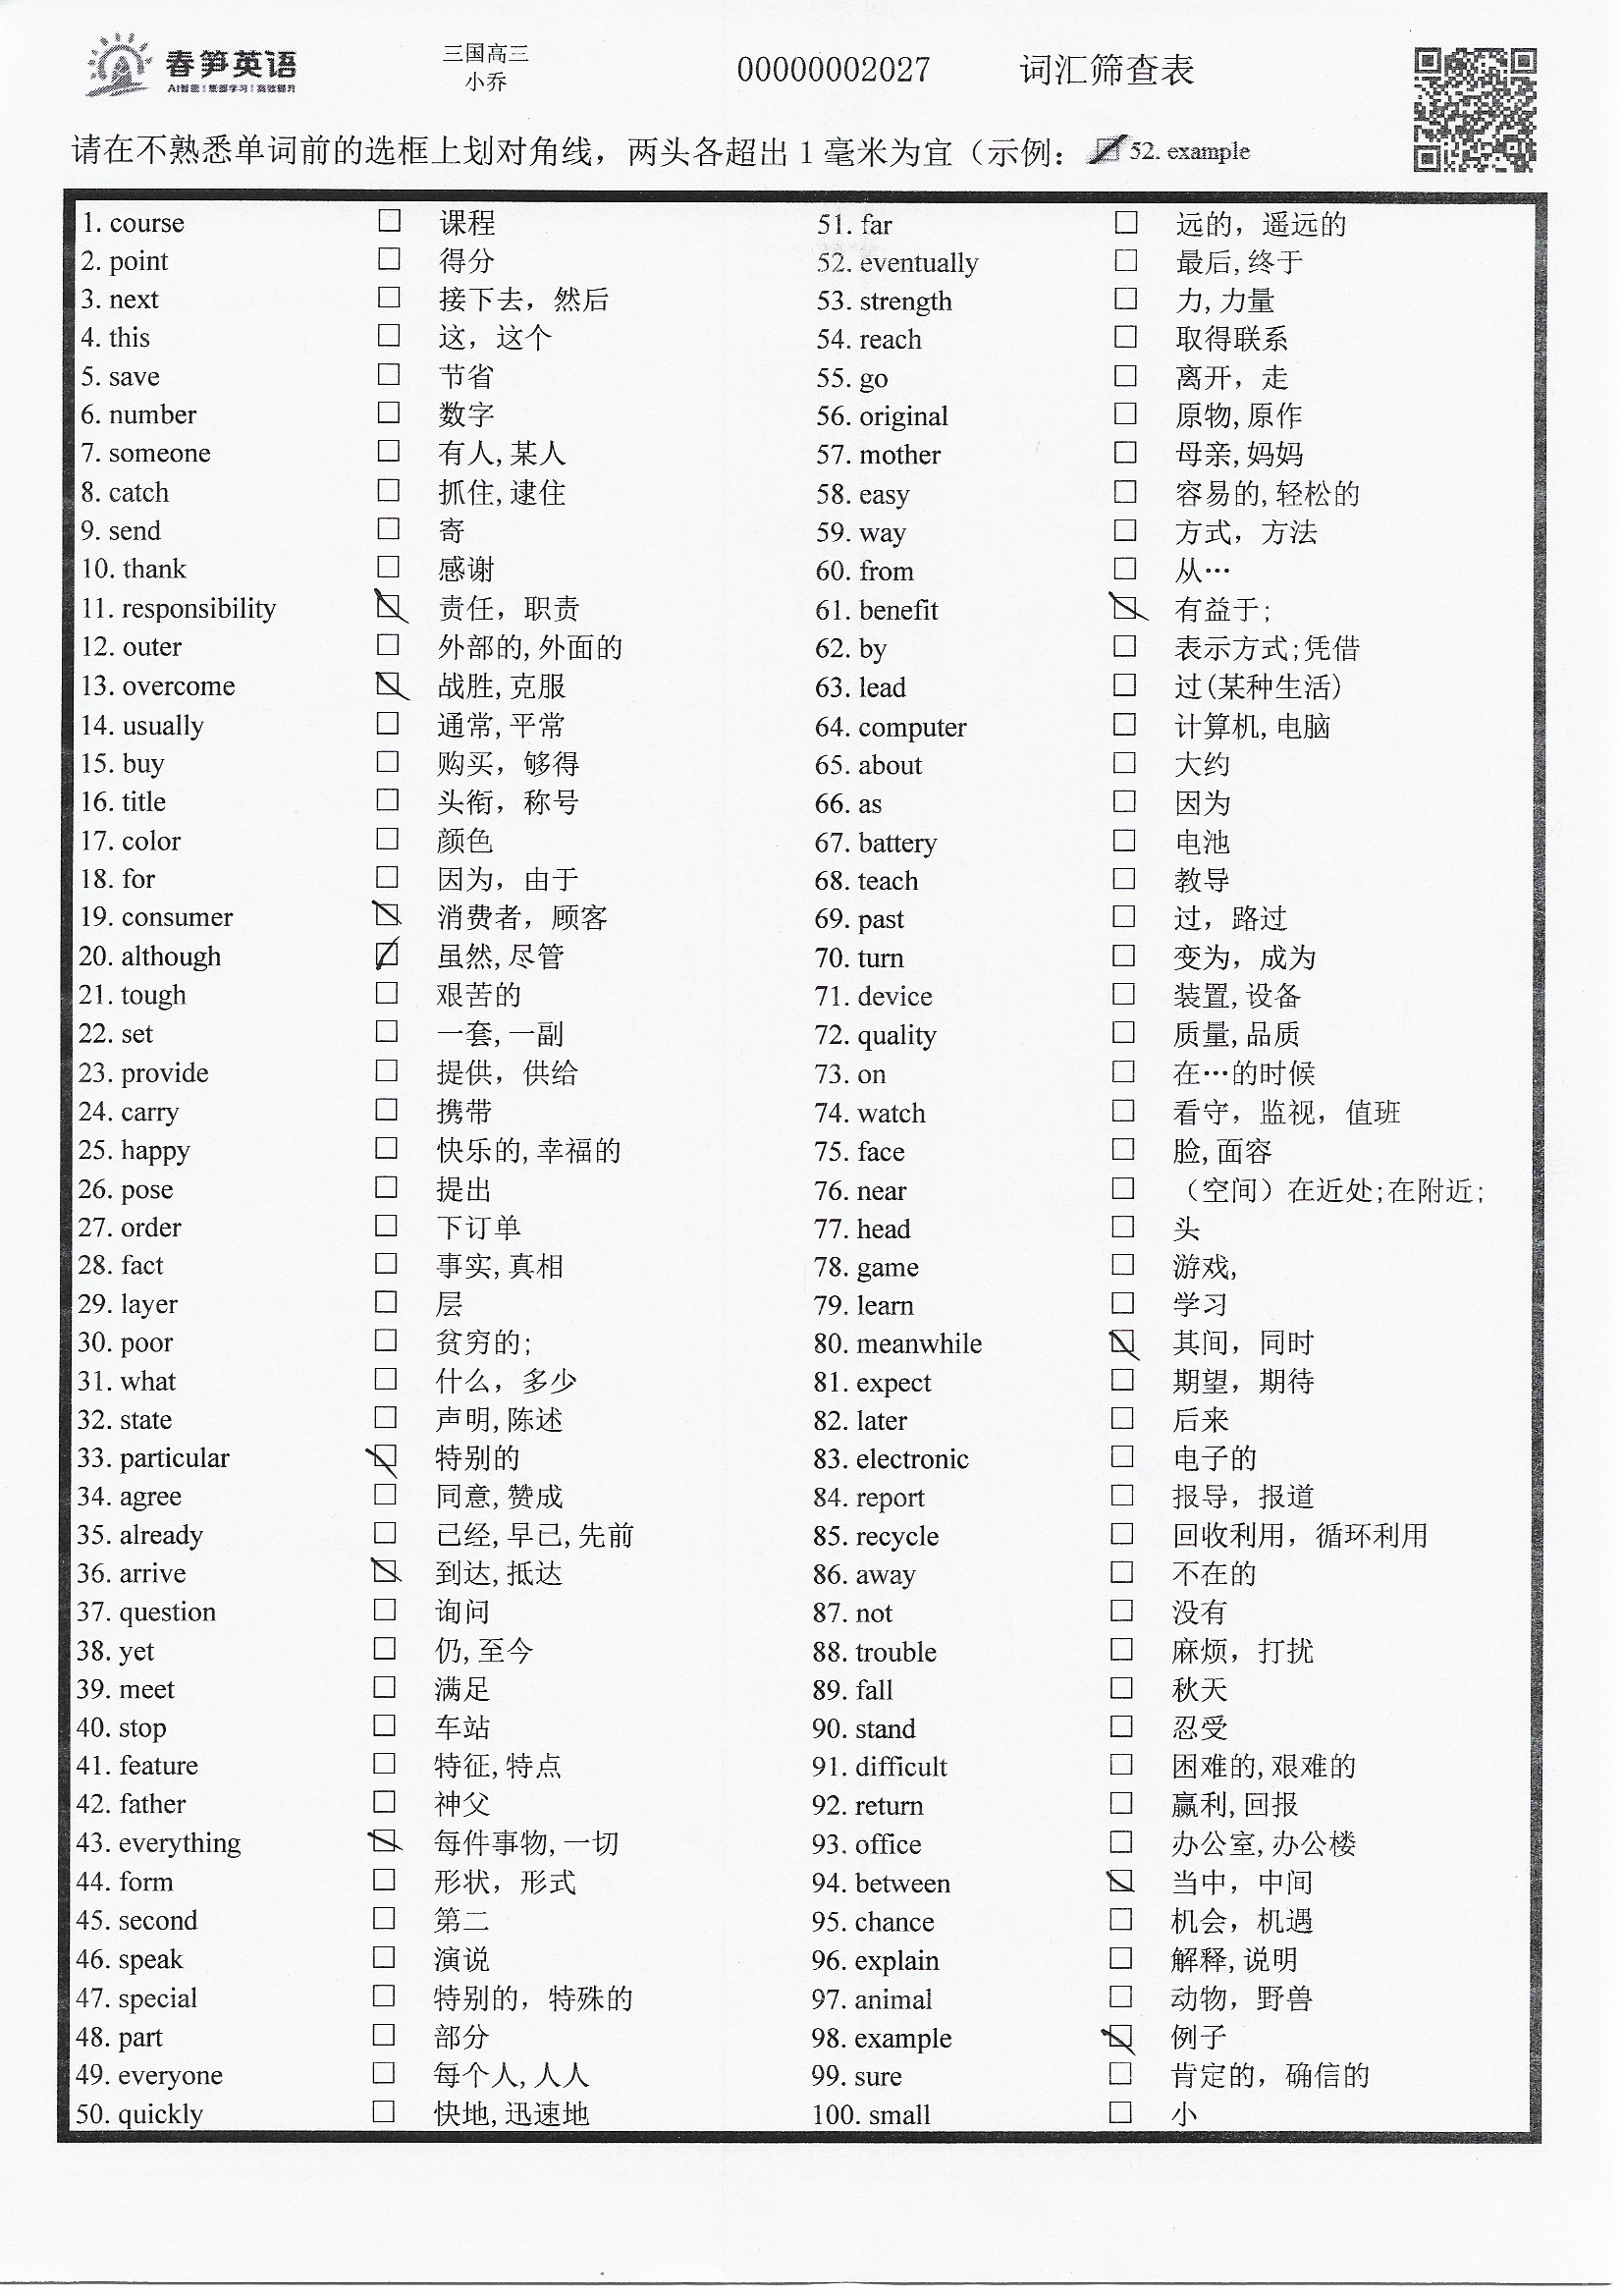 春笋英语
三国高三
小乔
00000002027
词汇筛查表
请在不熟悉单词前的选框上划对角线，两头各超出1毫米为宜（示例： 52. example
1. course □ 课程
2. point □ 得分
3. next □ 接下去，然后
4. this □ 这，这个
5. save □ 节省
6. number □ 数字
7. someone □ 有人,某人
8. catch □ 抓住,逮住
9. send □ 寄
10. thank □ 感谢
11. responsibility □ 责任，职责
12. outer □ 外部的,外面的
13. overcome □ 战胜,克服
14. usually □ 通常,平常
15. buy □ 购买，够得
16. title □ 头衔，称号
17. color □ 颜色
18. for □ 因为，由于
19. consumer □ 消费者，顾客
20. although □ 虽然,尽管
21. tough □ 艰苦的
22. set □ 一套,一副
23. provide □ 提供，供给
24. carry □ 携带
25. happy □ 快乐的,幸福的
26. pose □ 提出
27. order □ 下订单
28. fact □ 事实,真相
29. layer □ 层
30. poor □ 贫穷的;
31. what □ 什么，多少
32. state □ 声明,陈述
33. particular □ 特别的
34. agree □ 同意,赞成
35. already □ 已经,早已,先前
36. arrive □ 到达,抵达
37. question □ 询问
38. yet □ 仍,至今
39. meet □ 满足
40. stop □ 车站
41. feature □ 特征,特点
42. father □ 神父
43. everything □ 每件事物,一切
44. form □ 形状，形式
45. second □ 第二
46. speak □ 演说
47. special □ 特别的，特殊的
48. part □ 部分
49. everyone □ 每个人,人人
50. quickly □ 快地,迅速地
51. far □ 远的，遥远的
52. eventually □ 最后,终于
53. strength □ 力,力量
54. reach □ 取得联系
55. go □ 离开，走
56. original □ 原物,原作
57. mother □ 母亲,妈妈
58. easy □ 容易的,轻松的
59. way □ 方式，方法
60. from □ 从…
61. benefit □ 有益于;
62. by □ 表示方式;凭借
63. lead □ 过(某种生活)
64. computer □ 计算机,电脑
65. about □ 大约
66. as □ 因为
67. battery □ 电池
68. teach □ 教导
69. past □ 过，路过
70. turn □ 变为，成为
71. device □ 装置,设备
72. quality □ 质量,品质
73. on □ 在…的时候
74. watch □ 看守，监视，值班
75. face □ 脸,面容
76. near □ （空间）在近处;在附近;
77. head □ 头
78. game □ 游戏,
79. learn □ 学习
80. meanwhile □ 其间，同时
81. expect □ 期望，期待
82. later □ 后来
83. electronic □ 电子的
84. report □ 报导，报道
85. recycle □ 回收利用，循环利用
86. away □ 不在的
87. not □ 没有
88. trouble □ 麻烦，打扰
89. fall □ 秋天
90. stand □ 忍受
91. difficult □ 困难的,艰难的
92. return □ 赢利,回报
93. office □ 办公室,办公楼
94. between □ 当中，中间
95. chance □ 机会，机遇
96. explain □ 解释,说明
97. animal □ 动物，野兽
98. example □ 例子
99. sure □ 肯定的，确信的
100. small □ 小